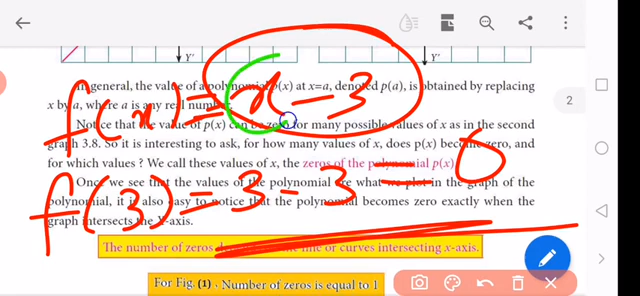 Y' Y'
In general, the value of a polynomial p(x) at x=a, denoted p(a), is obtained by replacing
x by a, where a is any real number.
f(x) = x - 3
Notice that the value of p(x) can be zero for many possible values of x as in the second
graph 3.8. So it is interesting to ask, for how many values of x, does p(x) become zero, and
for which values ? We call these values of x, the zeros of the polynomial p(x).
Once we see that the values of the polynomial are what we plot in the graph of the
polynomial, it is also easy to notice that the polynomial becomes zero exactly when the
graph intersects the X-axis.
f(3) = 3 - 3 0
The number of zeros line or curves intersecting x-axis.
For Fig. (1) . Number of zeros is equal to 1
2